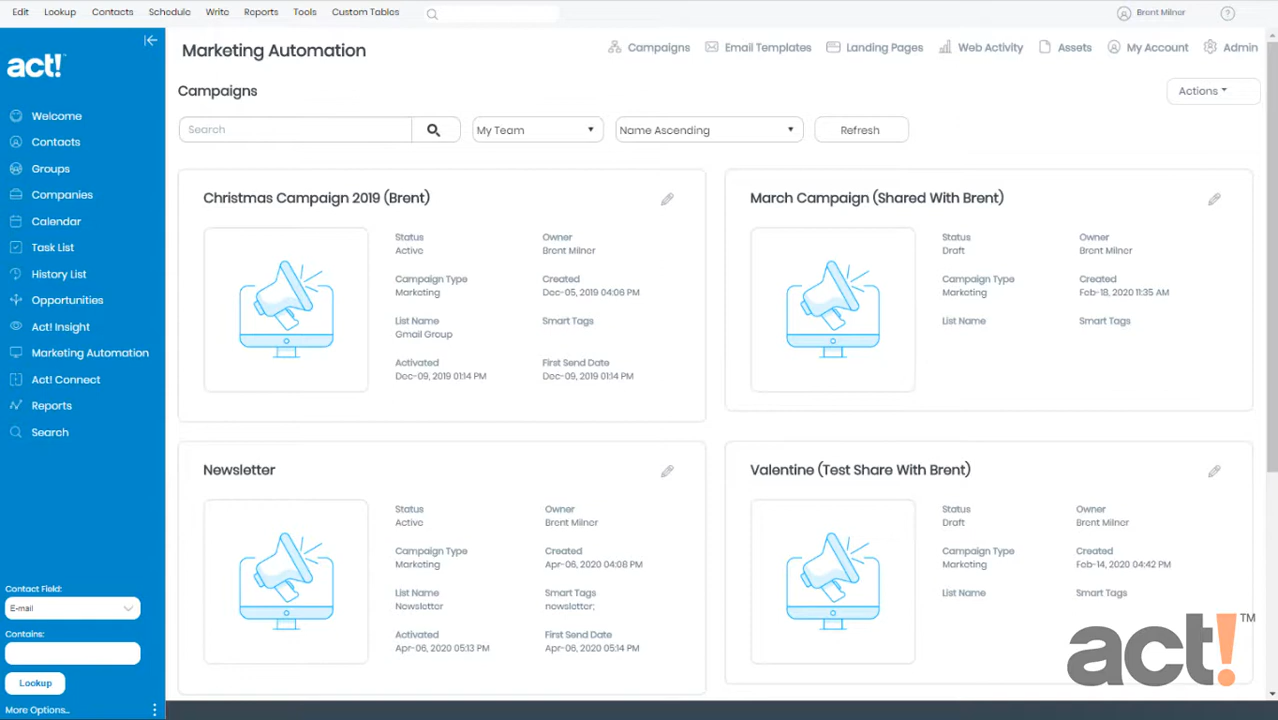 Edit Lookup Contacts Schedule Write Reports Tools Custom Tables Brent Milner ?
act!
Welcome
Contacts
Groups
Companies
Calendar
Task List
History List
Opportunities
Act! Insight
Marketing Automation
Act! Connect
Reports
Search
Contact Field:
E-mail
Contains:
Lookup
More Options...
Marketing Automation
Campaigns Email Templates Landing Pages Web Activity Assets My Account Admin
Campaigns
Actions
Search My Team Name Ascending Refresh
Christmas Campaign 2019 (Brent)
Status Owner
Active Brent Milner
Campaign Type Created
Marketing Dec-05, 2019 04:06 PM
List Name Smart Tags
Gmail Group
Activated First Send Date
Dec-09, 2019 01:14 PM Dec-09, 2019 01:14 PM
March Campaign (Shared With Brent)
Status Owner
Draft Brent Milner
Campaign Type Created
Marketing Feb-18, 2020 11:35 AM
List Name Smart Tags
Newsletter
Status Owner
Active Brent Milner
Campaign Type Created
Marketing Apr-06, 2020 04:08 PM
List Name Smart Tags
Newsletter newsletter;
Activated First Send Date
Apr-06, 2020 05:13 PM Apr-06, 2020 05:14 PM
Valentine (Test Share With Brent)
Status Owner
Draft Brent Milner
Campaign Type Created
Marketing Feb-14, 2020 04:42 PM
List Name Smart Tags
act!™